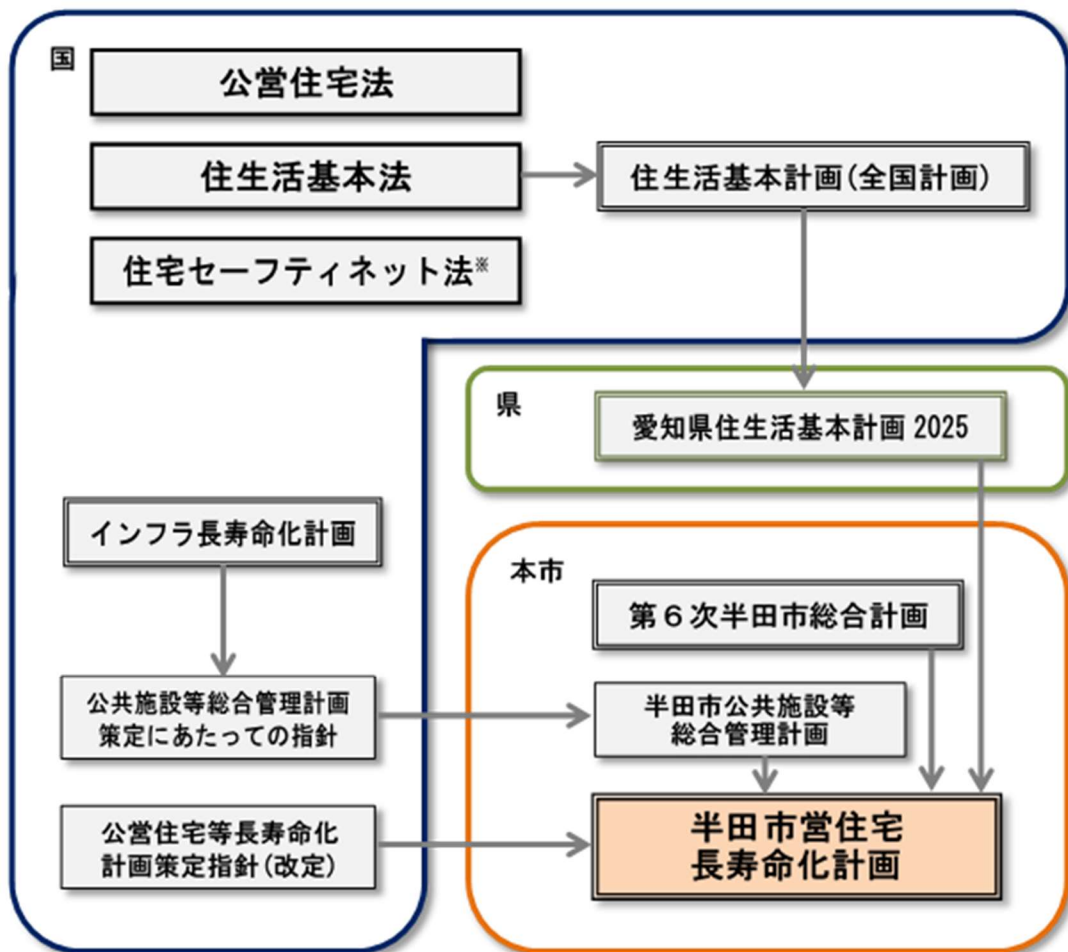 国
公営住宅法
住生活基本法
住生活基本計画(全国計画)
住宅セーフティネット法※
県
愛知県住生活基本計画 2025
インフラ長寿命化計画
本市
第6次半田市総合計画
公共施設等総合管理計画
策定にあたっての指針
半田市公共施設等
総合管理計画
公営住宅等長寿命化
計画策定指針(改定)
半田市営住宅
長寿命化計画